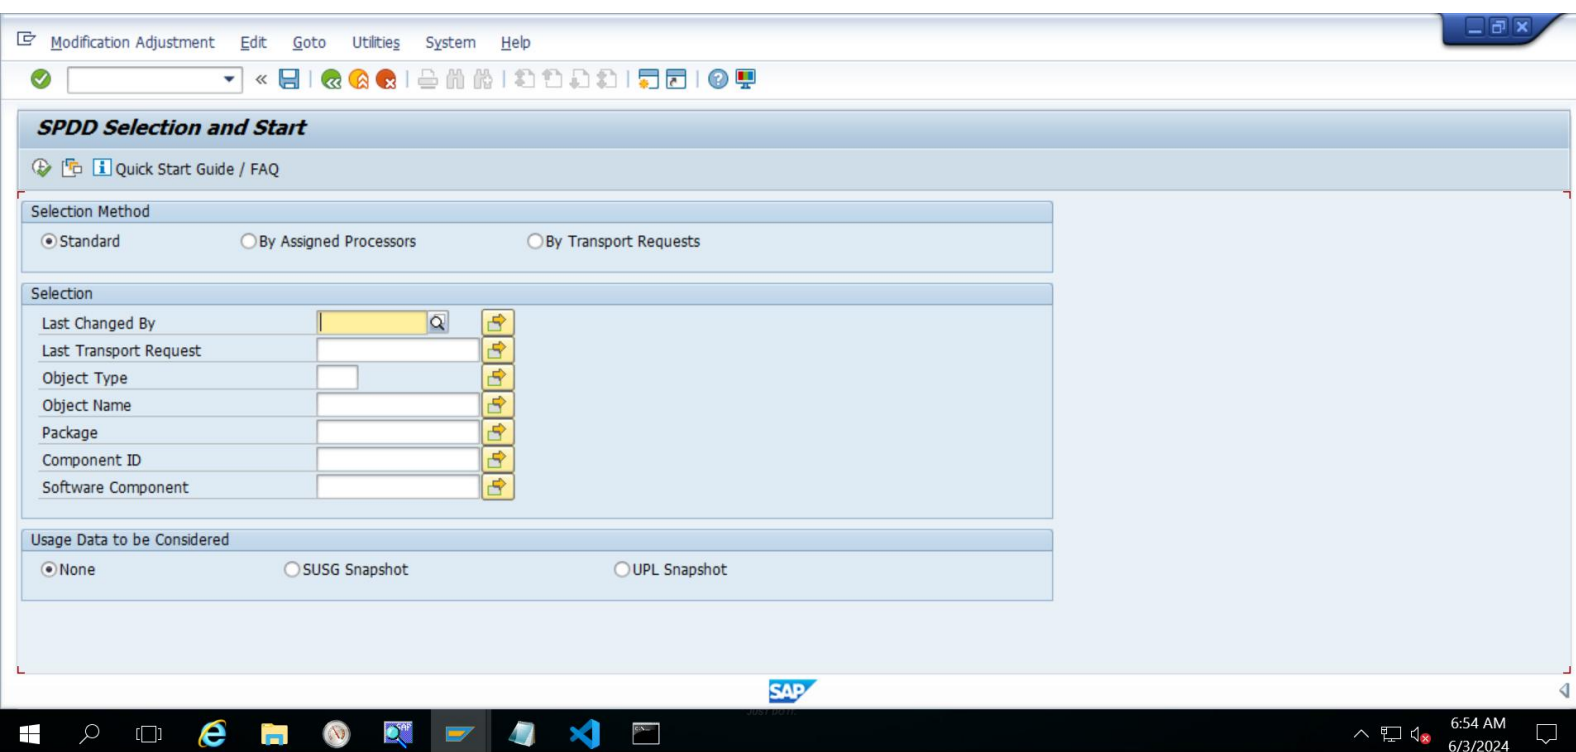 Modification Adjustment Edit Goto Utilities System Help
SPDD Selection and Start
Quick Start Guide / FAQ
Selection Method
Standard By Assigned Processors By Transport Requests
Selection
Last Changed By
Last Transport Request
Object Type
Object Name
Package
Component ID
Software Component
Usage Data to be Considered
None SUSG Snapshot UPL Snapshot
SAP
6:54 AM
6/3/2024